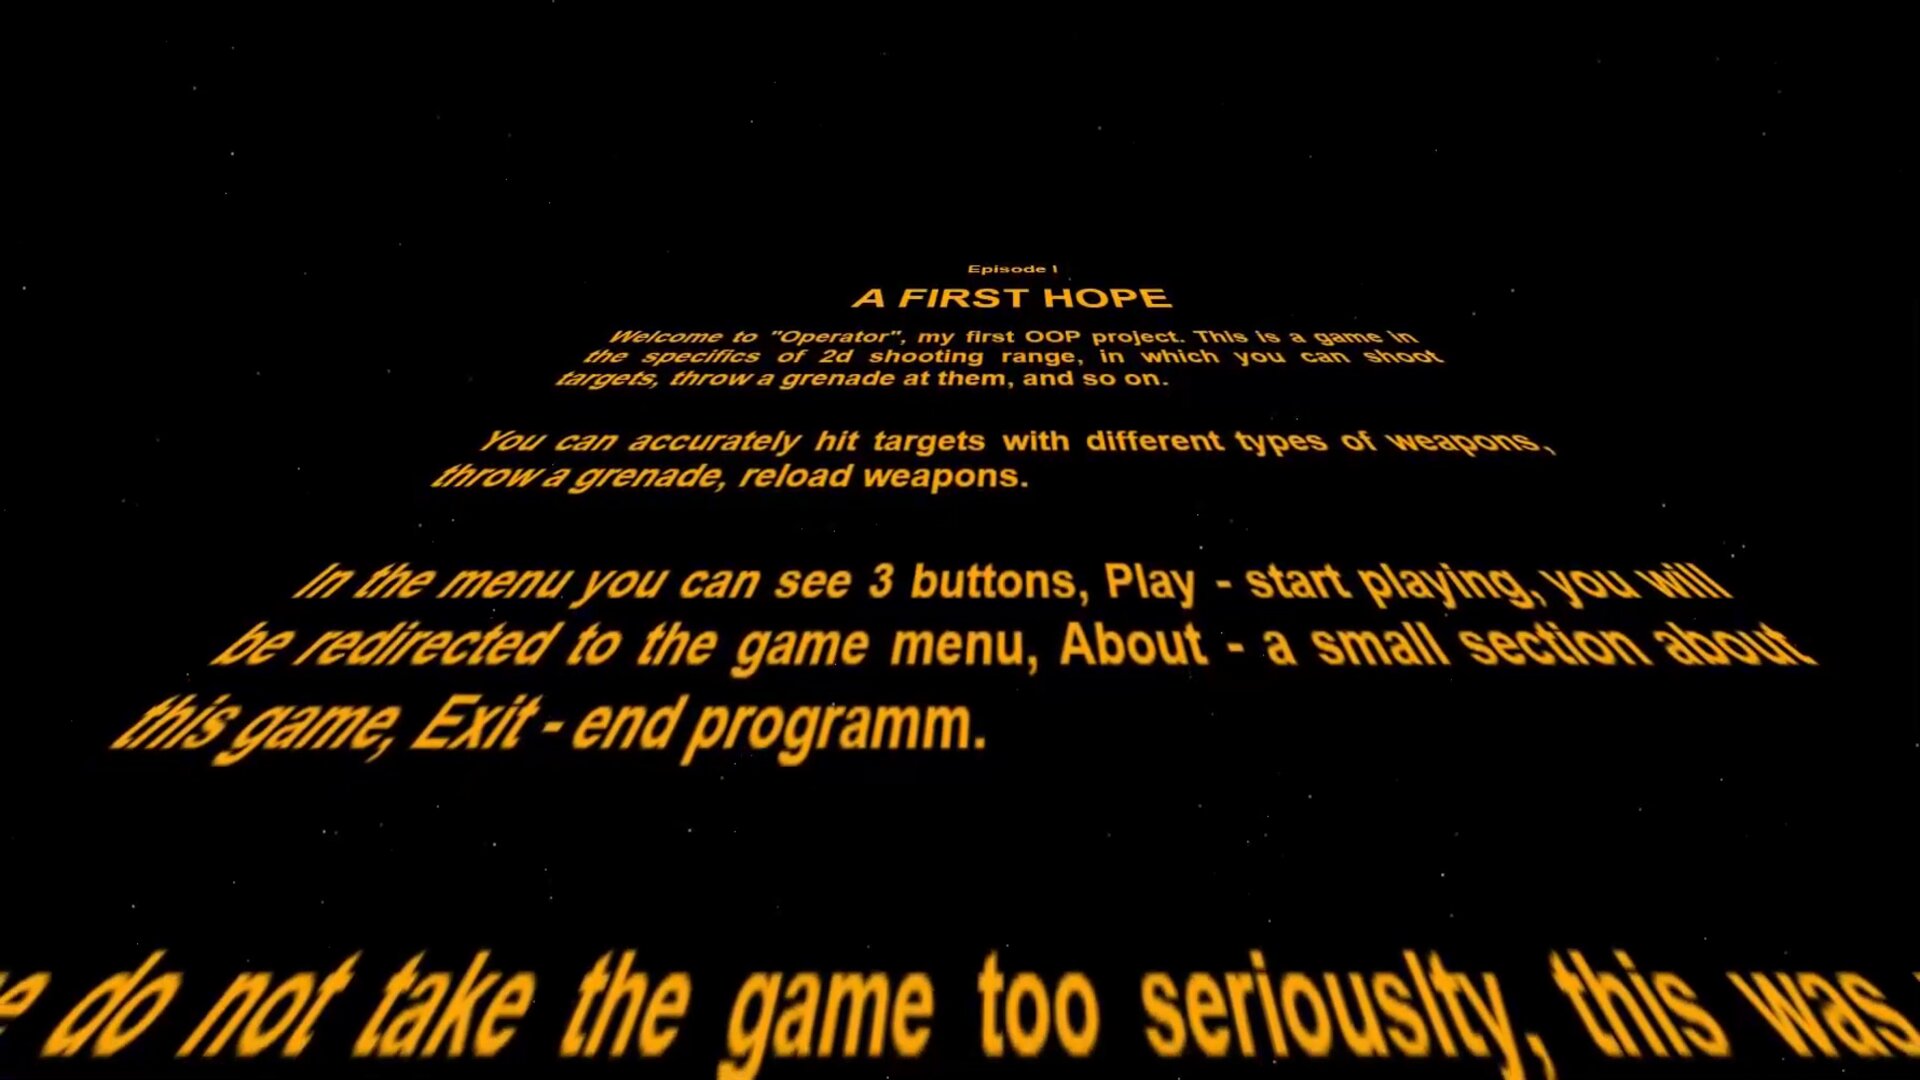 Episode I
A FIRST HOPE
Welcome to "Operator", my first OOP project. This is a game in
the specifics of 2d shooting range, in which you can shoot
targets, throw a grenade at them, and so on.
You can accurately hit targets with different types of weapons,
throw a grenade, reload weapons.
In the menu you can see 3 buttons, Play - start playing, you will
be redirected to the game menu, About - a small section about
this game, Exit - end programm.
do not take the game too seriouslty, this was